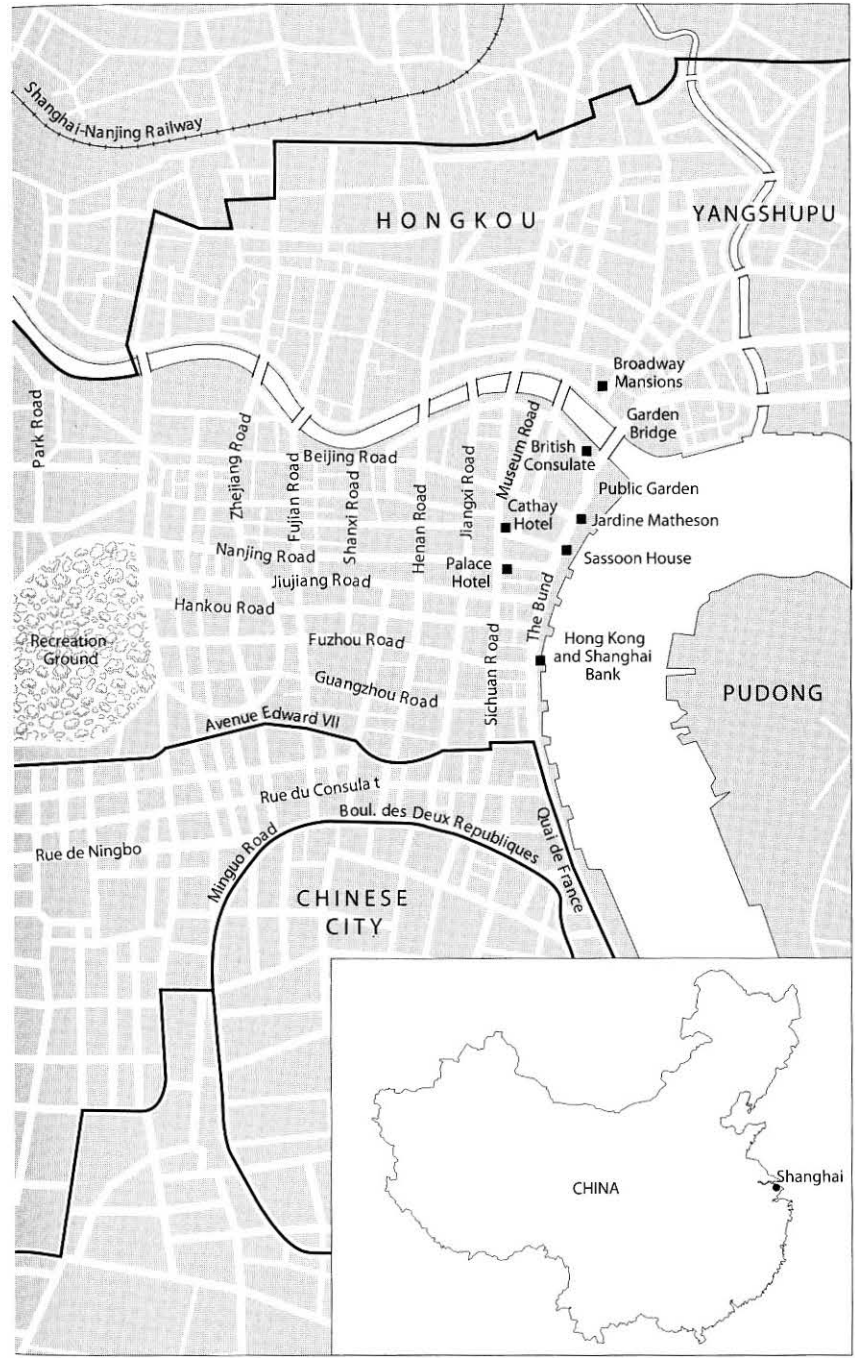 Shanghai-Nanjing Railway
HONGKOU
YANGSHUPU
Broadway
Mansions
Garden
Bridge
Park Road
Zhejiang Road
Fujian Road
Beijing Road
Shanxi Road
Henan Road
Jiangxi Road
Museum Road
British
Consulate
Public Garden
Cathay
Hotel
Jardine Matheson
Nanjing Road
Sassoon House
Palace
Hotel
Jiujiang Road
Hankou Road
The Bund
Recreation
Ground
Fuzhou Road
Hong Kong
and Shanghai
Bank
Sichuan Road
Guangzhou Road
PUDONG
Avenue Edward VII
Rue du Consulat
Boul. des Deux Republiques
Quai de France
Rue de Ningbo
Minguo Road
CHINESE
CITY
CHINA
Shanghai